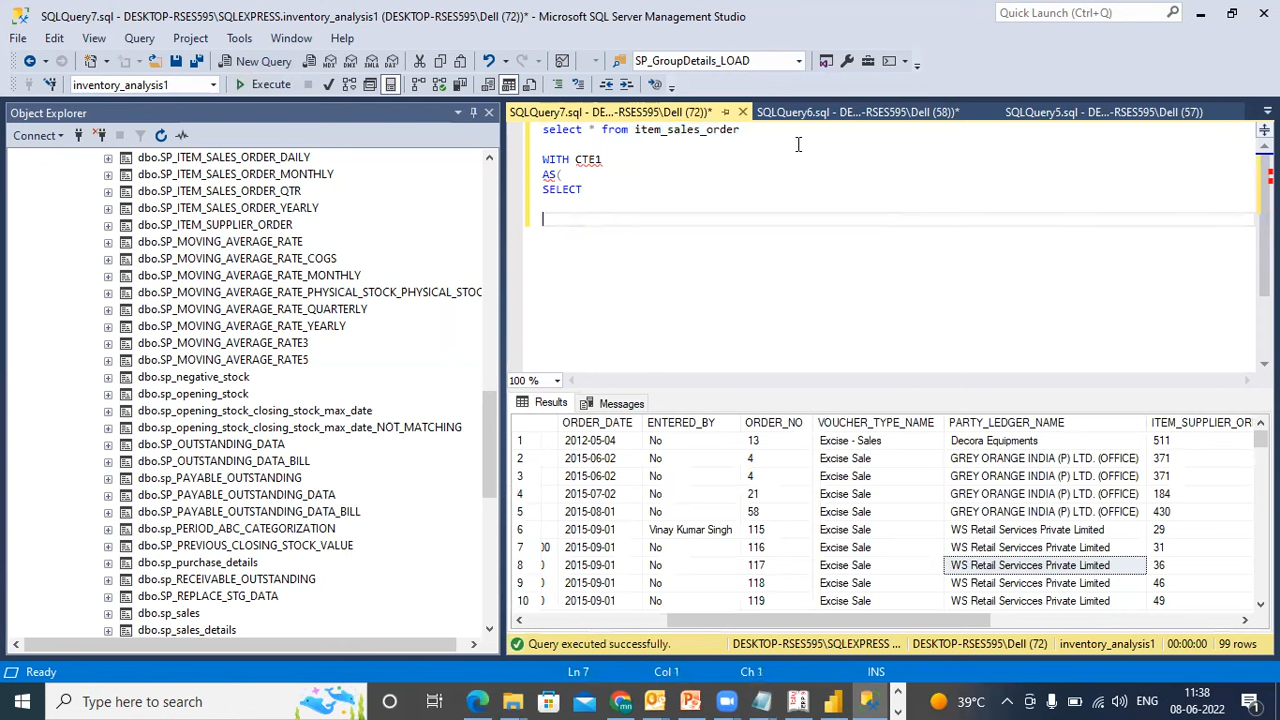 SQLQuery7.sql - DESKTOP-RSES595\SQLEXPRESS.inventory_analysis1 (DESKTOP-RSES595\Dell (72))* - Microsoft SQL Server Management Studio
Quick Launch (Ctrl+Q)
File Edit View Query Project Tools Window Help
New Query SP_GroupDetails_LOAD
inventory_analysis1 Execute
Object Explorer
Connect
dbo.SP_ITEM_SALES_ORDER_DAILY
dbo.SP_ITEM_SALES_ORDER_MONTHLY
dbo.SP_ITEM_SALES_ORDER_QTR
dbo.SP_ITEM_SALES_ORDER_YEARLY
dbo.SP_ITEM_SUPPLIER_ORDER
dbo.SP_MOVING_AVERAGE_RATE
dbo.SP_MOVING_AVERAGE_RATE_COGS
dbo.SP_MOVING_AVERAGE_RATE_MONTHLY
dbo.SP_MOVING_AVERAGE_RATE_PHYSICAL_STOCK_PHYSICAL_STOC
dbo.SP_MOVING_AVERAGE_RATE_QUARTERLY
dbo.SP_MOVING_AVERAGE_RATE_YEARLY
dbo.SP_MOVING_AVERAGE_RATE3
dbo.SP_MOVING_AVERAGE_RATE5
dbo.sp_negative_stock
dbo.sp_opening_stock
dbo.sp_opening_stock_closing_stock_max_date
dbo.sp_opening_stock_closing_stock_max_date_NOT_MATCHING
dbo.SP_OUTSTANDING_DATA
dbo.SP_OUTSTANDING_DATA_BILL
dbo.SP_PAYABLE_OUTSTANDING
dbo.SP_PAYABLE_OUTSTANDING_DATA
dbo.SP_PAYABLE_OUTSTANDING_DATA_BILL
dbo.sp_PERIOD_ABC_CATEGORIZATION
dbo.SP_PREVIOUS_CLOSING_STOCK_VALUE
dbo.sp_purchase_details
dbo.sp_RECEIVABLE_OUTSTANDING
dbo.SP_REPLACE_STG_DATA
dbo.sp_sales
dbo.sp_sales_details
SQLQuery7.sql - DE...-RSES595\Dell (72))* SQLQuery6.sql - DE...-RSES595\Dell (58))* SQLQuery5.sql - DE...-RSES595\Dell (57))
select * from item_sales_order
WITH CTE1
AS(
SELECT
100 %
Results Messages
ORDER_DATE ENTERED_BY ORDER_NO VOUCHER_TYPE_NAME PARTY_LEDGER_NAME ITEM_SUPPLIER_OR
1 2012-05-04 No 13 Excise - Sales Decora Equipments 511
2 2015-06-02 No 4 Excise Sale GREY ORANGE INDIA (P) LTD. (OFFICE) 371
3 2015-06-02 No 4 Excise Sale GREY ORANGE INDIA (P) LTD. (OFFICE) 371
4 2015-07-02 No 21 Excise Sale GREY ORANGE INDIA (P) LTD. (OFFICE) 184
5 2015-08-01 No 58 Excise Sale GREY ORANGE INDIA (P) LTD. (OFFICE) 430
6 2015-09-01 Vinay Kumar Singh 115 Excise Sale WS Retail Services Private Limited 29
7 00 2015-09-01 No 116 Excise Sale WS Retail Servicces Private Limited 31
8 0 2015-09-01 No 117 Excise Sale WS Retail Servicces Private Limited 36
9 0 2015-09-01 No 118 Excise Sale WS Retail Servicces Private Limited 46
10 0 2015-09-01 No 119 Excise Sale WS Retail Servicces Private Limited 49
Query executed successfully. DESKTOP-RSES595\SQLEXPRESS ... DESKTOP-RSES595\Dell (72) inventory_analysis1 00:00:00 99 rows
Ready Ln 7 Col 1 Ch 1 INS
Type here to search 39°C ENG 11:38
08-06-2022